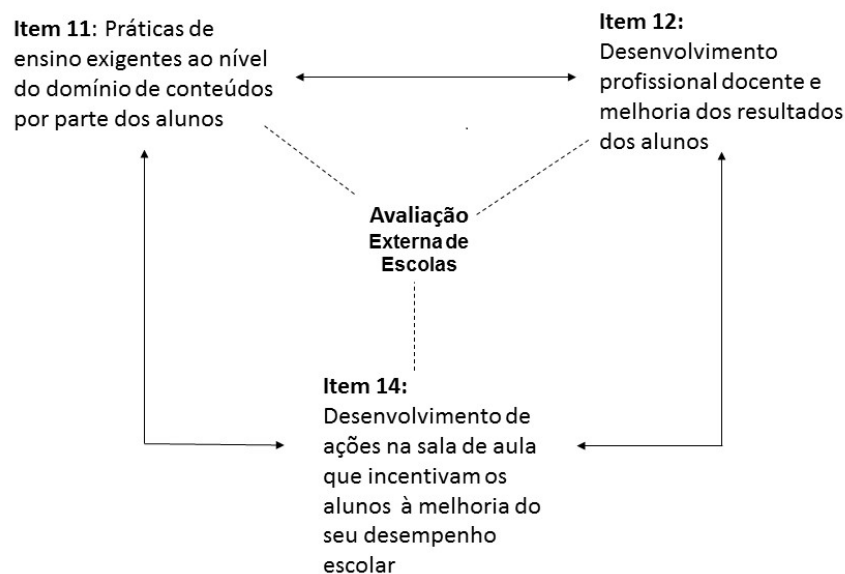 Item 11: Práticas de
ensino exigentes ao nível
do domínio de conteúdos
por parte dos alunos
Item 12:
Desenvolvimento
profissional docente e
melhoria dos resultados
dos alunos
Avaliação
Externa de
Escolas
Item 14:
Desenvolvimento de
ações na sala de aula
que incentivam os
alunos à melhoria do
seu desempenho
escolar